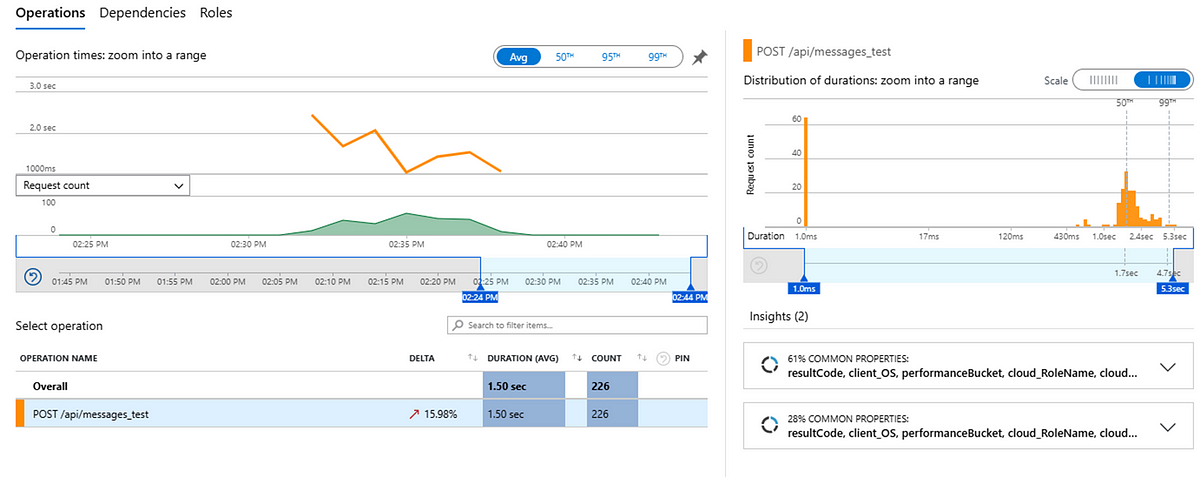 Operations Dependencies Roles
Operation times: zoom into a range
Avg 50TH 95TH 99TH
3.0 sec
2.0 sec
1000ms
Request count
100
0
02:25 PM 02:30 PM 02:35 PM 02:40 PM
01:45 PM 01:50 PM 01:55 PM 02:00 PM 02:05 PM 02:10 PM 02:15 PM 02:20 PM 02:25 PM 02:30 PM 02:35 PM 02:40 PM
02:24 PM 02:44 PM
Select operation
Search to filter items...
OPERATION NAME DELTA DURATION (AVG) COUNT PIN
Overall 1.50 sec 226
POST /api/messages_test 15.98% 1.50 sec 226
POST /api/messages_test
Distribution of durations: zoom into a range
Scale
50TH 99TH
Request count
60
40
20
0
Duration 1.0ms 17ms 120ms 430ms 1.0sec 2.4sec 5.3sec
1.7sec 4.7sec
1.0ms 5.3sec
Insights (2)
61% COMMON PROPERTIES:
resultCode, client_OS, performanceBucket, cloud_RoleName, cloud...
28% COMMON PROPERTIES:
resultCode, client_OS, performanceBucket, cloud_RoleName, cloud...